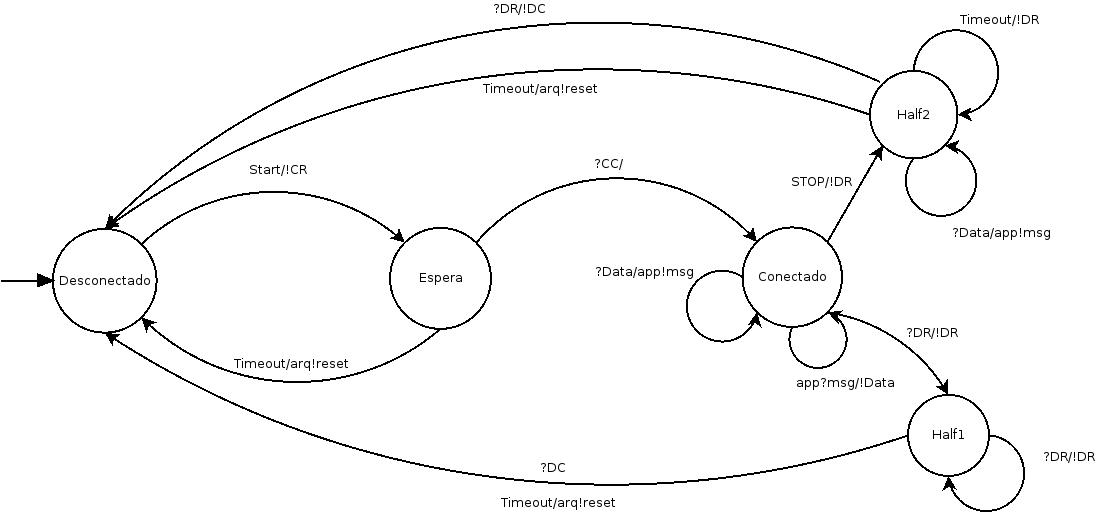 ?DR/!DC
Timeout/!DR
Timeout/arq!reset
Half2
Start/!CR
?CC/
STOP/!DR
?Data/app!msg
Desconectado
Espera
?Data/app!msg
Conectado
?DR/!DR
Timeout/arq!reset
app?msg/!Data
Half1
?DR/!DR
?DC
Timeout/arq!reset